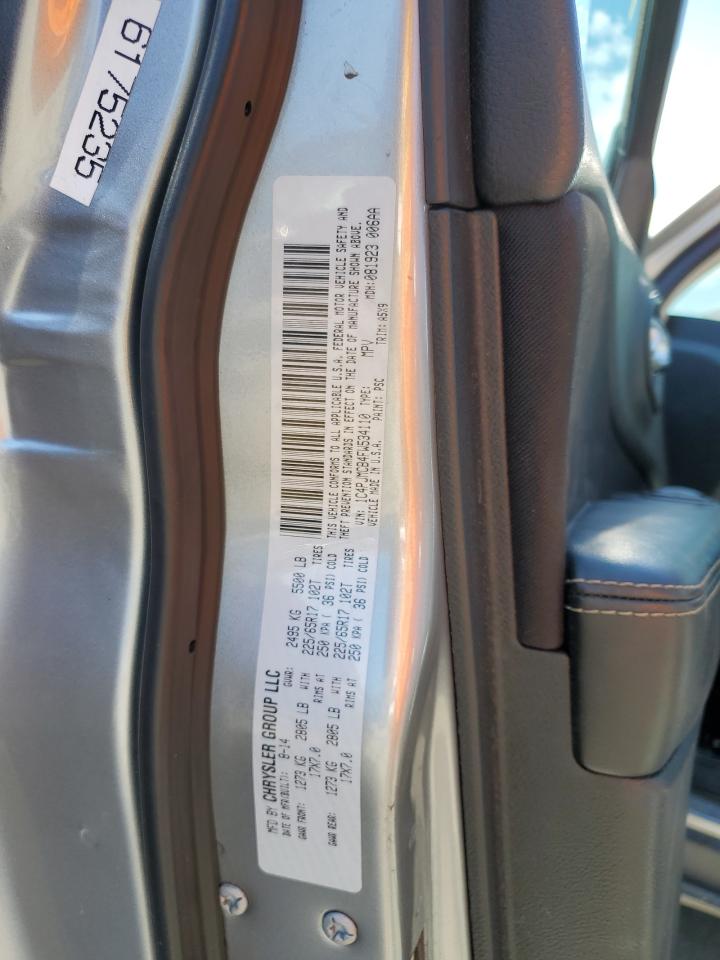 6175235
MFD BY CHRYSLER GROUP LLC
DATE OF MFR(BUILT): 8-14 GVWR: 2495 KG 5500 LB
GAWR FRONT: 1273 KG 2805 LB WITH 225/65R17 102T TIRES
17X7.0 RIMS AT 250 KPA ( 36 PSI) COLD
GAWR REAR: 1273 KG 2805 LB WITH 225/65R17 102T TIRES
17X7.0 RIMS AT 250 KPA ( 36 PSI) COLD
THIS VEHICLE CONFORMS TO ALL APPLICABLE U.S.A. FEDERAL MOTOR VEHICLE SAFETY AND
THEFT PREVENTION STANDARDS IN EFFECT ON THE DATE OF MANUFACTURE SHOWN ABOVE.
VIN: 1C4PJMCB4FW534110 TYPE: MPV MDH:081923 006AA
VEHICLE MADE IN U.S.A. PAINT: PSC TRIM: A5X9